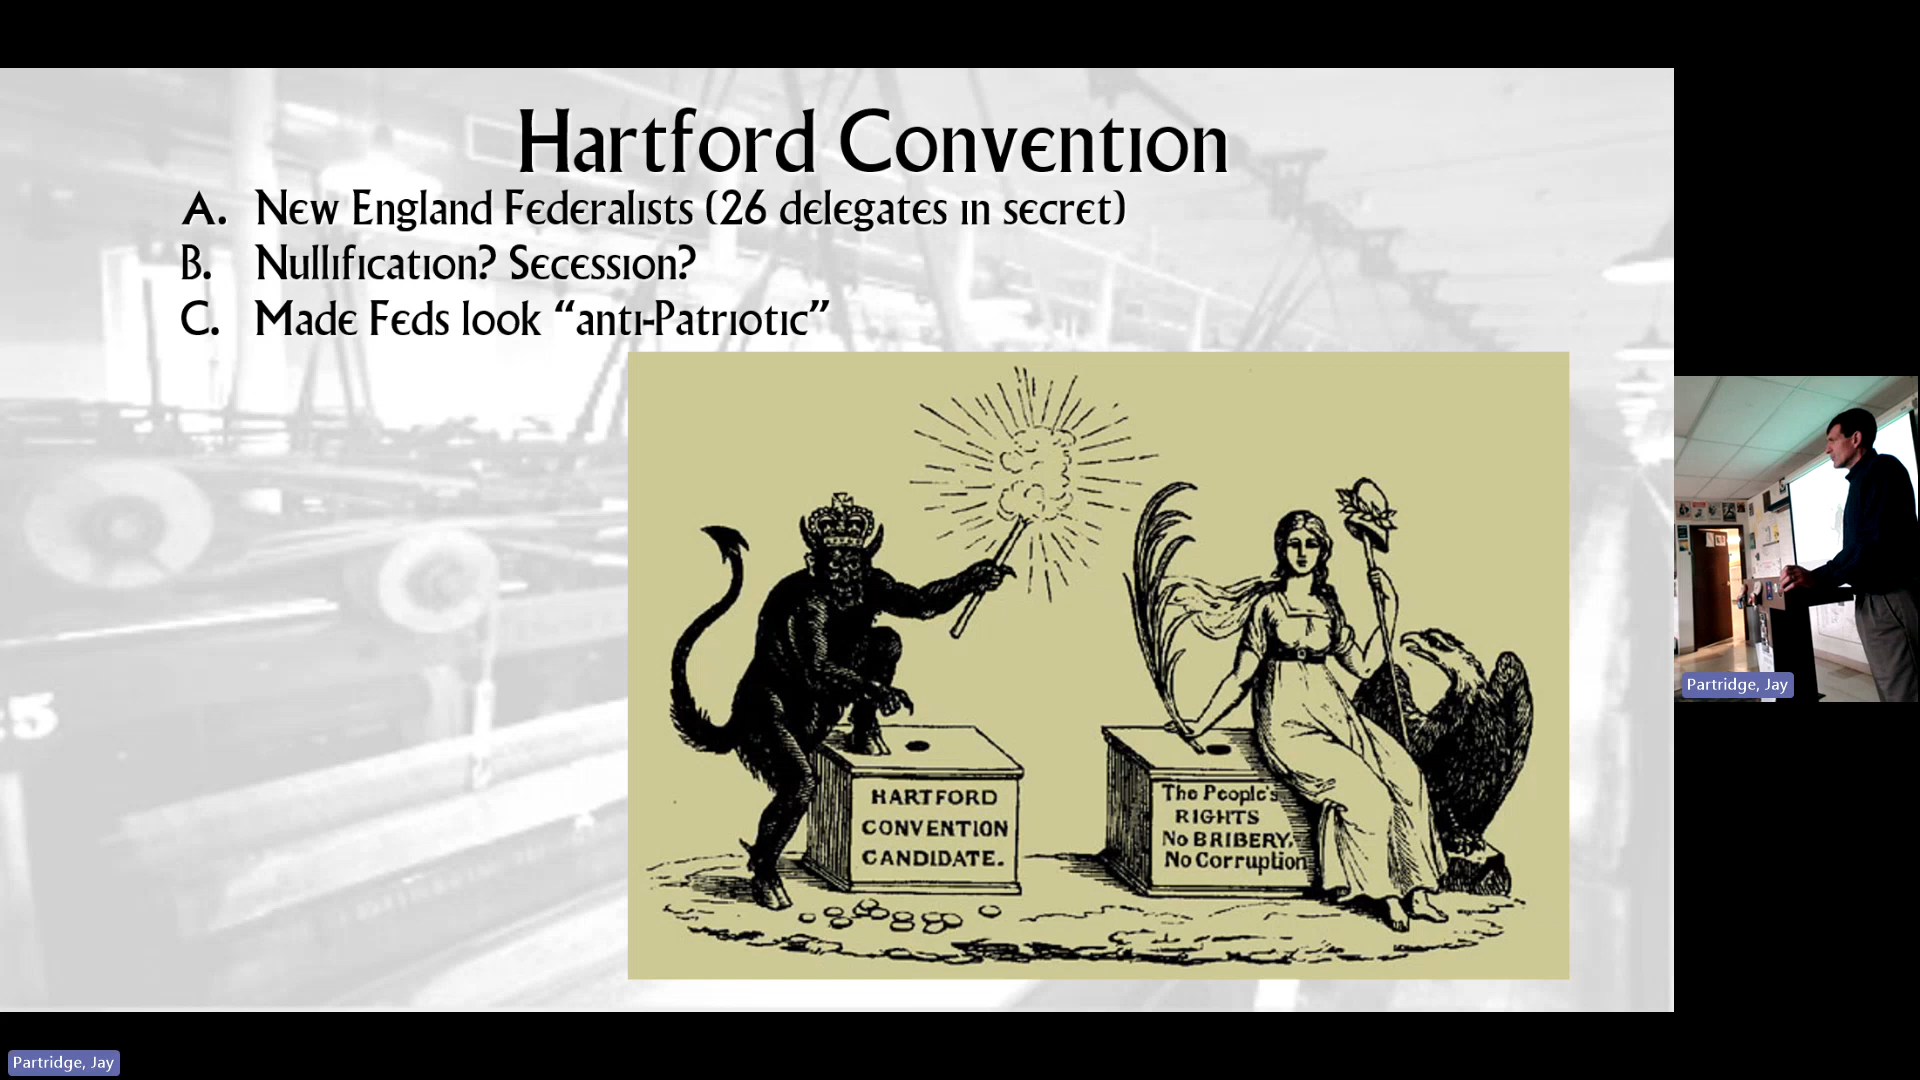 Hartford Convention
A. New England Federalists (26 delegates in secret)
B. Nullification? Secession?
C. Made Feds look “anti-Patriotic”
HARTFORD
CONVENTION
CANDIDATE.
The People's
RIGHTS
No BRIBERY,
No Corruption
Partridge, Jay
Partridge, Jay